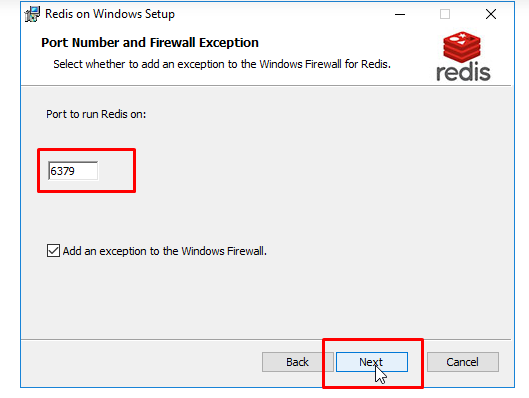 Redis on Windows Setup
Port Number and Firewall Exception
Select whether to add an exception to the Windows Firewall for Redis.
redis
Port to run Redis on:
6379
Add an exception to the Windows Firewall.
Back Next Cancel